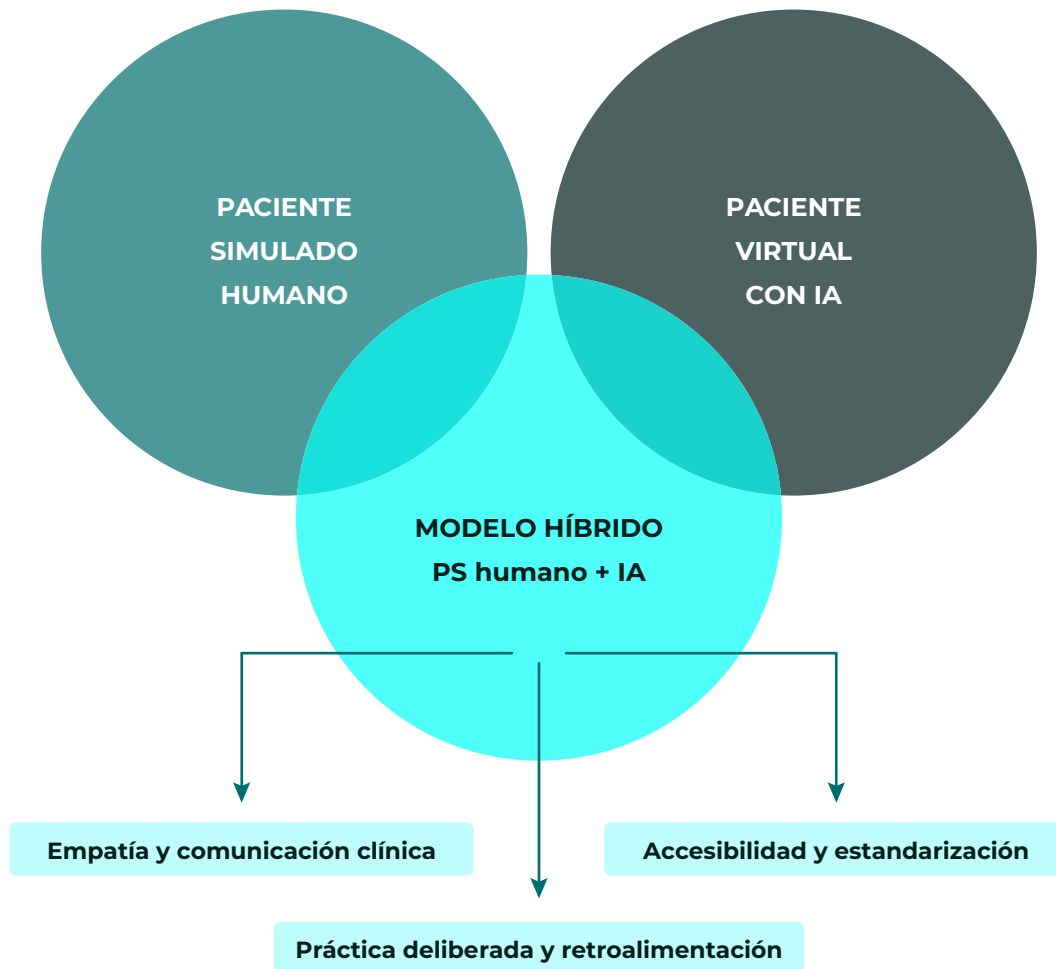 PACIENTE
SIMULADO
HUMANO
PACIENTE
VIRTUAL
CON IA
MODELO HÍBRIDO
PS humano + IA
Empatía y comunicación clínica
Accesibilidad y estandarización
Práctica deliberada y retroalimentación